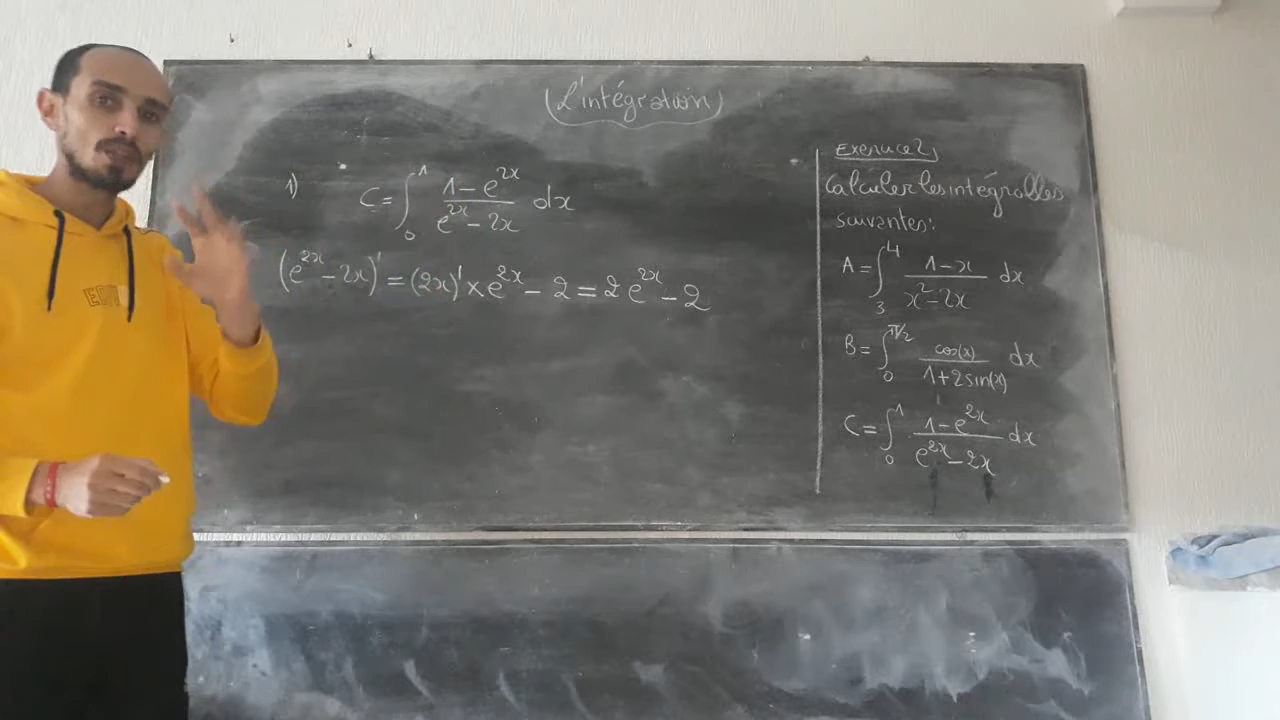 (L'intégration)
1) C = ∫₀¹ (1 - e^{2x})/(e^{2x} - 2x) dx
(e^{2x} - 2x)' = (2x)' × e^{2x} - 2 = 2e^{2x} - 2
Exercice 2
Calculer les intégralles
suivantes:
A = ∫₃⁴ (1 - x)/(x² - 2x) dx
B = ∫₀^{π/2} cos(x)/(1 + 2sin(x)) dx
C = ∫₀¹ (1 - e^{2x})/(e^{2x} - 2x) dx